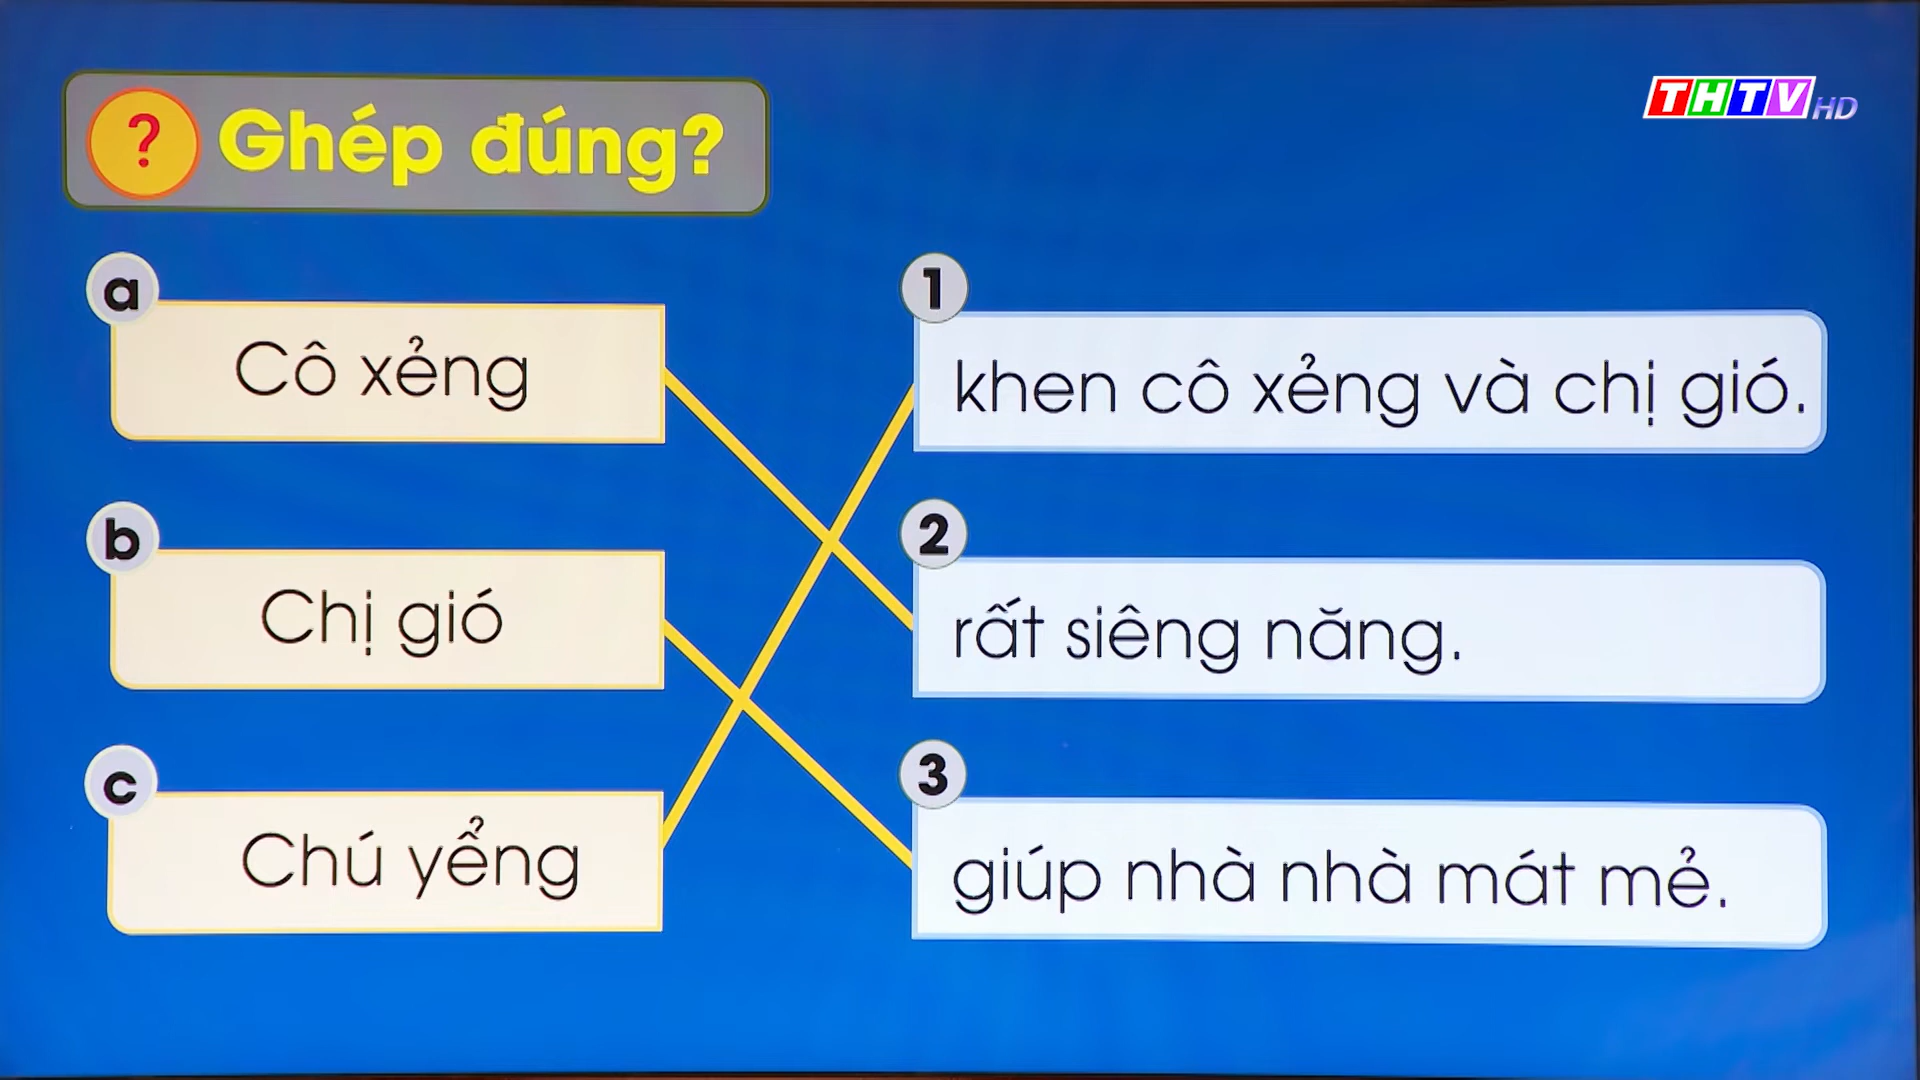 THTV HD
? Ghép đúng?
a
Cô xẻng
1
khen cô xẻng và chị gió.
b
Chị gió
2
rất siêng năng.
c
Chú yểng
3
giúp nhà nhà mát mẻ.